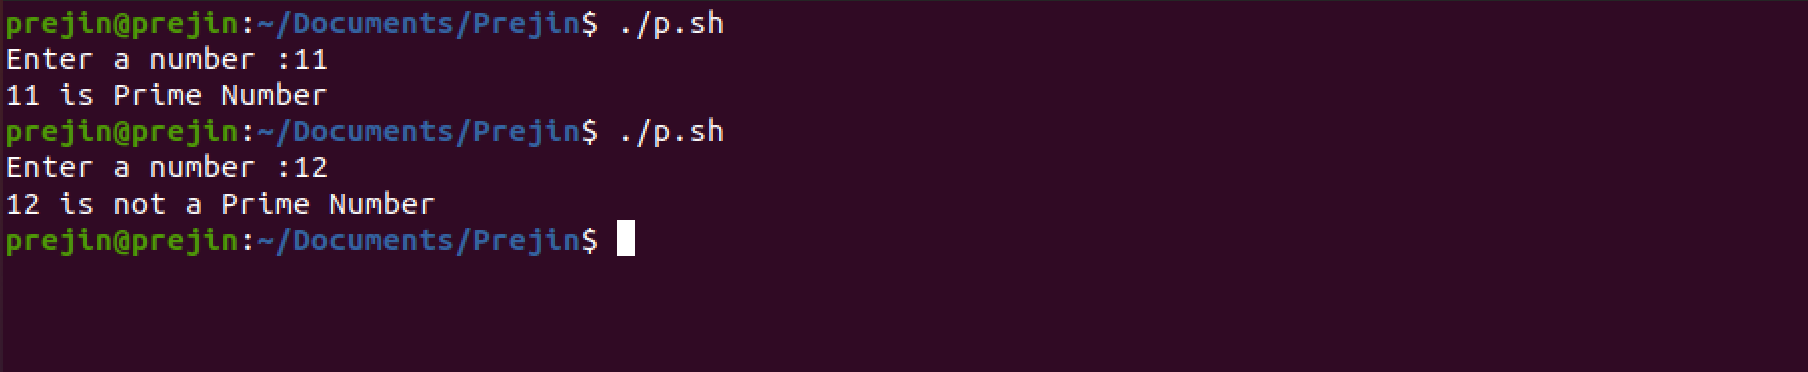 prejin@prejin:~/Documents/Prejin$ ./p.sh
Enter a number :11
11 is Prime Number
prejin@prejin:~/Documents/Prejin$ ./p.sh
Enter a number :12
12 is not a Prime Number
prejin@prejin:~/Documents/Prejin$